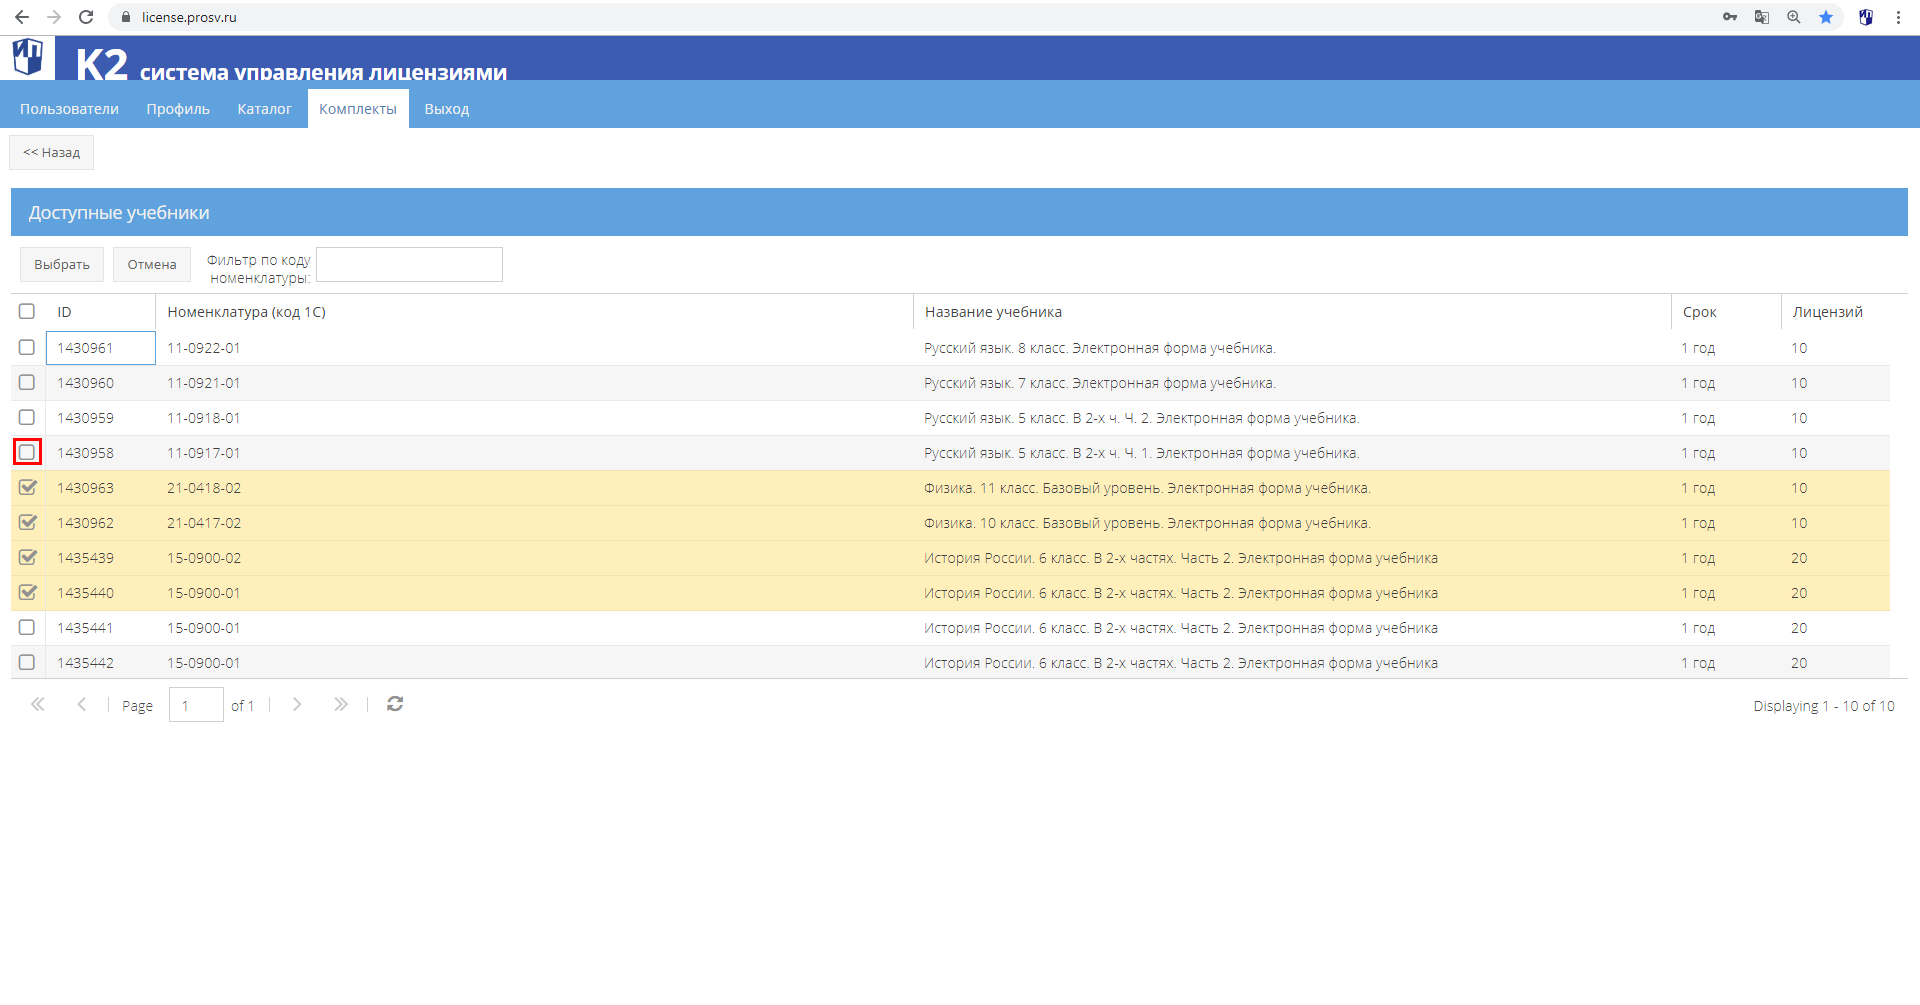 license.prosv.ru
ИП
K2 система управления лицензиями
Пользователи Профиль Каталог Комплекты Выход
<< Назад
Доступные учебники
Выбрать Отмена Фильтр по коду номенклатуры:
ID Номенклатура (код 1С) Название учебника Срок Лицензий
1430961 11-0922-01 Русский язык. 8 класс. Электронная форма учебника. 1 год 10
1430960 11-0921-01 Русский язык. 7 класс. Электронная форма учебника. 1 год 10
1430959 11-0918-01 Русский язык. 5 класс. В 2-х ч. Ч. 2. Электронная форма учебника. 1 год 10
1430958 11-0917-01 Русский язык. 5 класс. В 2-х ч. Ч. 1. Электронная форма учебника. 1 год 10
1430963 21-0418-02 Физика. 11 класс. Базовый уровень. Электронная форма учебника. 1 год 10
1430962 21-0417-02 Физика. 10 класс. Базовый уровень. Электронная форма учебника. 1 год 10
1435439 15-0900-02 История России. 6 класс. В 2-х частях. Часть 2. Электронная форма учебника 1 год 20
1435440 15-0900-01 История России. 6 класс. В 2-х частях. Часть 2. Электронная форма учебника 1 год 20
1435441 15-0900-01 История России. 6 класс. В 2-х частях. Часть 2. Электронная форма учебника 1 год 20
1435442 15-0900-01 История России. 6 класс. В 2-х частях. Часть 2. Электронная форма учебника 1 год 20
Page 1 of 1 Displaying 1 - 10 of 10